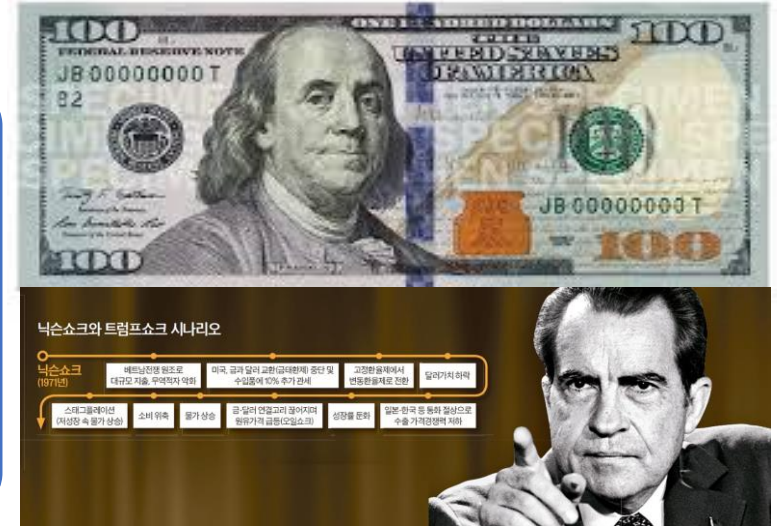 100
ONE HUNDRED DOLLARS
100
FEDERAL RESERVE NOTE
THE
UNITED STATES
OF AMERICA
JB 00000000 T
B2
SPECIMEN
JB 00000000 T
100
100
닉슨쇼크와 트럼프쇼크 시나리오
닉슨쇼크
(1971년)
베트남전쟁 원조로
대규모 지출, 무역적자 악화
미국, 금과 달러 교환(금태환제) 중단 및
수입품에 10% 추가 관세
고정환율제에서
변동환율제로 전환
달러가치 하락
스태그플레이션
(저성장 속 물가 상승)
소비 위축
물가 상승
금·달러 연결고리 끊어지며
원유가격 급등(오일쇼크)
성장률 둔화
일본·한국 등 통화 절상으로
수출 가격경쟁력 저하